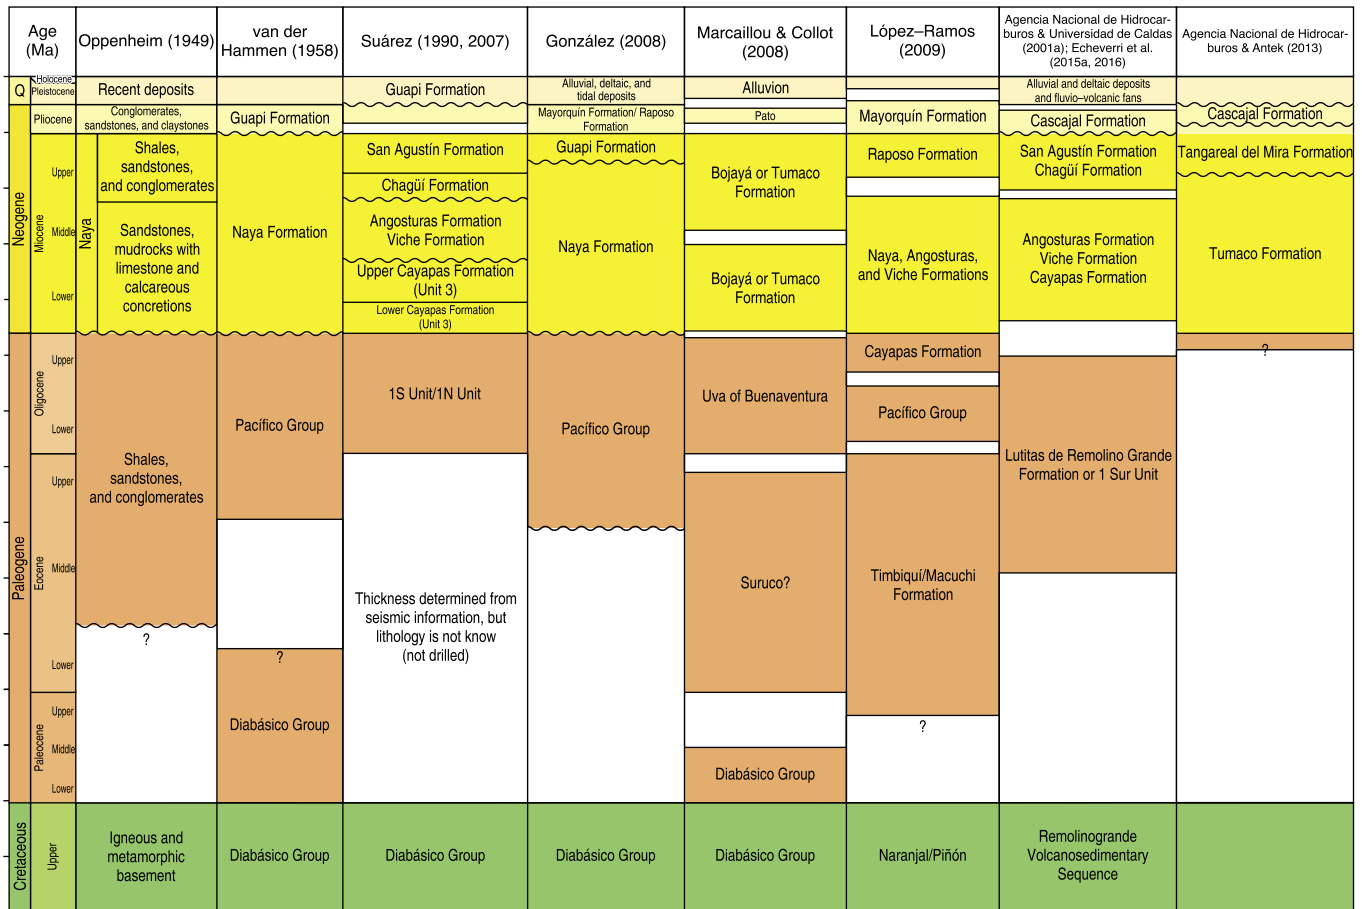 Age
(Ma)
Oppenheim (1949)
van der
Hammen (1958)
Suárez (1990, 2007)
González (2008)
Marcaillou & Collot
(2008)
López–Ramos
(2009)
Agencia Nacional de Hidrocar-
buros & Universidad de Caldas
(2001a); Echeverri et al.
(2015a, 2016)
Agencia Nacional de Hidrocar-
buros & Antek (2013)
Q
Holocene
Pleistocene
Recent deposits
Guapi Formation
Alluvial, deltaic, and
tidal deposits
Alluvion
Alluvial and deltaic deposits
and fluvio–volcanic fans
Neogene
Pliocene
Conglomerates,
sandstones, and claystones
Guapi Formation
Mayorquín Formation/ Raposo
Formation
Pato
Mayorquín Formation
Cascajal Formation
Cascajal Formation
Miocene
Upper
Middle
Lower
Naya
Shales,
sandstones,
and conglomerates
Sandstones,
mudrocks with
limestone and
calcareous
concretions
Naya Formation
San Agustín Formation
Chagüí Formation
Angosturas Formation
Viche Formation
Upper Cayapas Formation
(Unit 3)
Lower Cayapas Formation
(Unit 3)
Guapi Formation
Naya Formation
Bojayá or Tumaco
Formation
Bojayá or Tumaco
Formation
Raposo Formation
Naya, Angosturas,
and Viche Formations
San Agustín Formation
Chagüí Formation
Angosturas Formation
Viche Formation
Cayapas Formation
Tangareal del Mira Formation
Tumaco Formation
Paleogene
Oligocene
Upper
Lower
Eocene
Upper
Middle
Lower
Paleocene
Upper
Middle
Lower
Shales,
sandstones,
and conglomerates
?
Pacífico Group
?
Diabásico Group
1S Unit/1N Unit
Thickness determined from
seismic information, but
lithology is not know
(not drilled)
Pacífico Group
Uva of Buenaventura
Suruco?
Diabásico Group
Cayapas Formation
Pacífico Group
Timbiquí/Macuchi
Formation
?
Lutitas de Remolino Grande
Formation or 1 Sur Unit
?
Cretaceous
Upper
Igneous and
metamorphic
basement
Diabásico Group
Diabásico Group
Diabásico Group
Diabásico Group
Naranjal/Piñón
Remolinogrande
Volcanosedimentary
Sequence